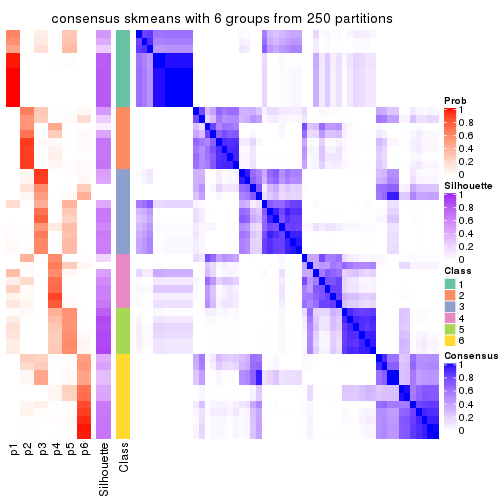 consensus skmeans with 6 groups from 250 partitions
Prob
1
0.8
0.6
0.4
0.2
0
Silhouette
1
0.8
0.6
0.4
0.2
0
Class
1
2
3
4
5
6
Consensus
1
0.8
0.6
0.4
0.2
0
p1
p2
p3
p4
p5
p6
Silhouette
Class